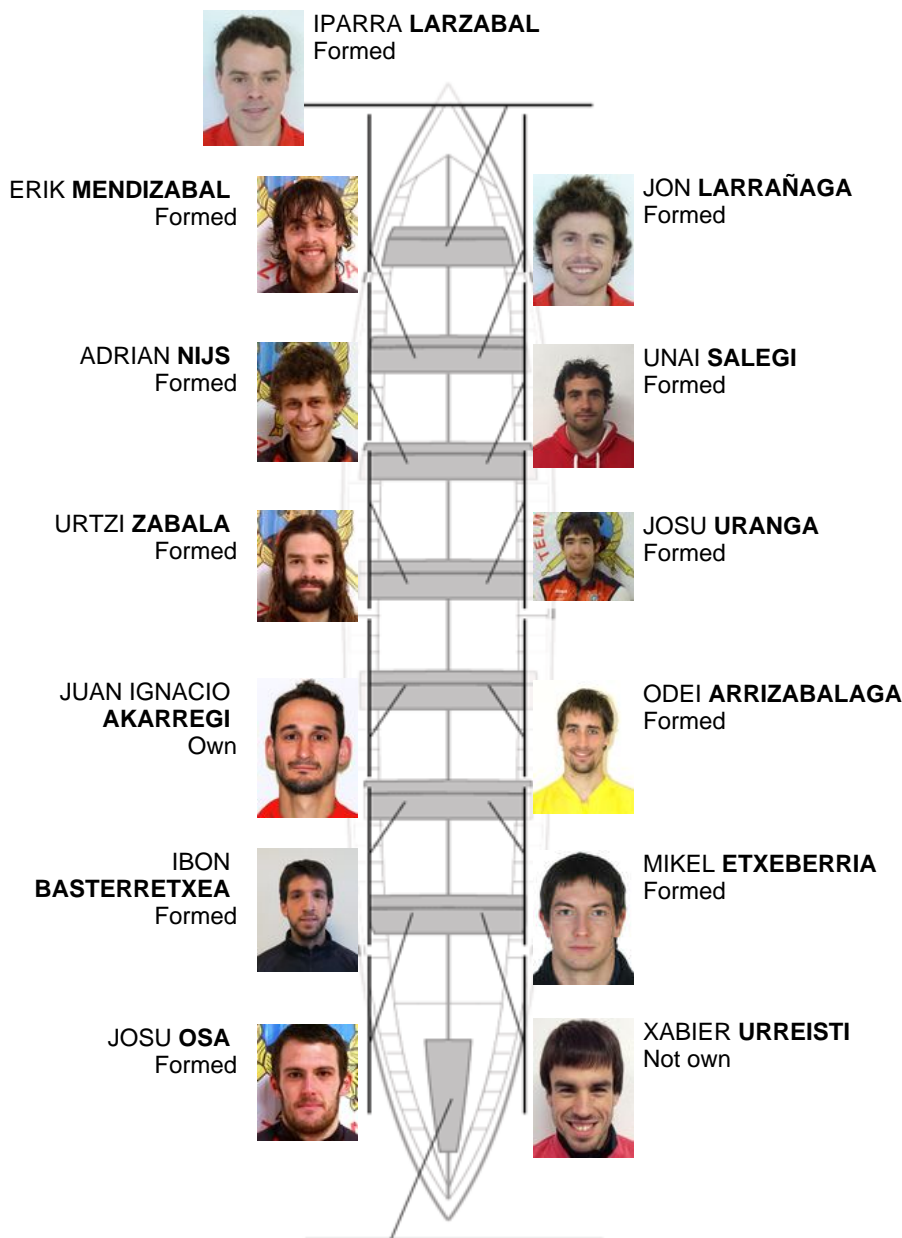 IPARRA LARZABAL
Formed
ERIK MENDIZABAL
Formed
JON LARRAÑAGA
Formed
ADRIAN NIJS
Formed
UNAI SALEGI
Formed
URTZI ZABALA
Formed
JOSU URANGA
Formed
TELM
JUAN IGNACIO
AKARREGI
Own
ODEI ARRIZABALAGA
Formed
IBON
BASTERRETXEA
Formed
MIKEL ETXEBERRIA
Formed
JOSU OSA
Formed
XABIER URREISTI
Not own